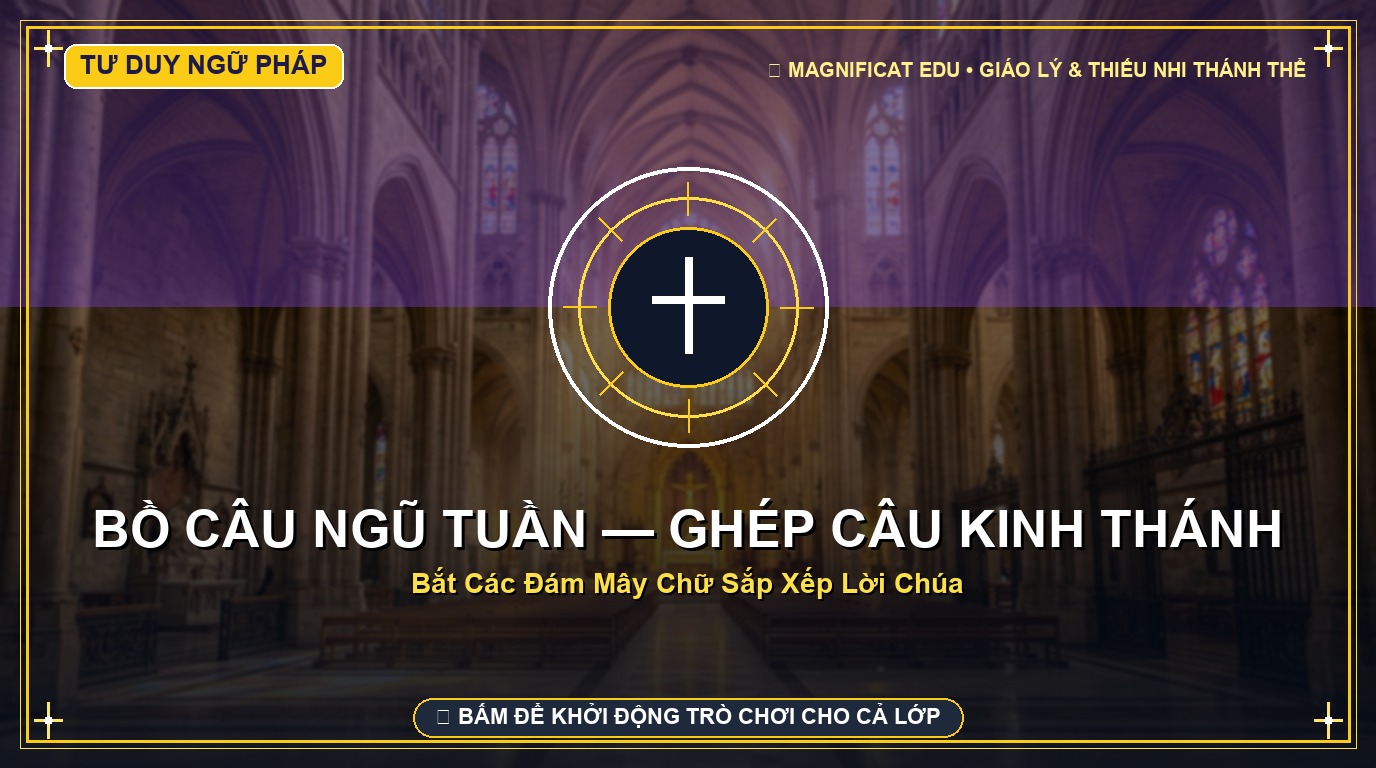 TƯ DUY NGỮ PHÁP
MAGNIFICAT EDU • GIÁO LÝ & THIẾU NHI THÁNH THỂ
BỒ CÂU NGŨ TUẦN — GHÉP CÂU KINH THÁNH
Bắt Các Đám Mây Chữ Sắp Xếp Lời Chúa
BẤM ĐỂ KHỞI ĐỘNG TRÒ CHƠI CHO CẢ LỚP